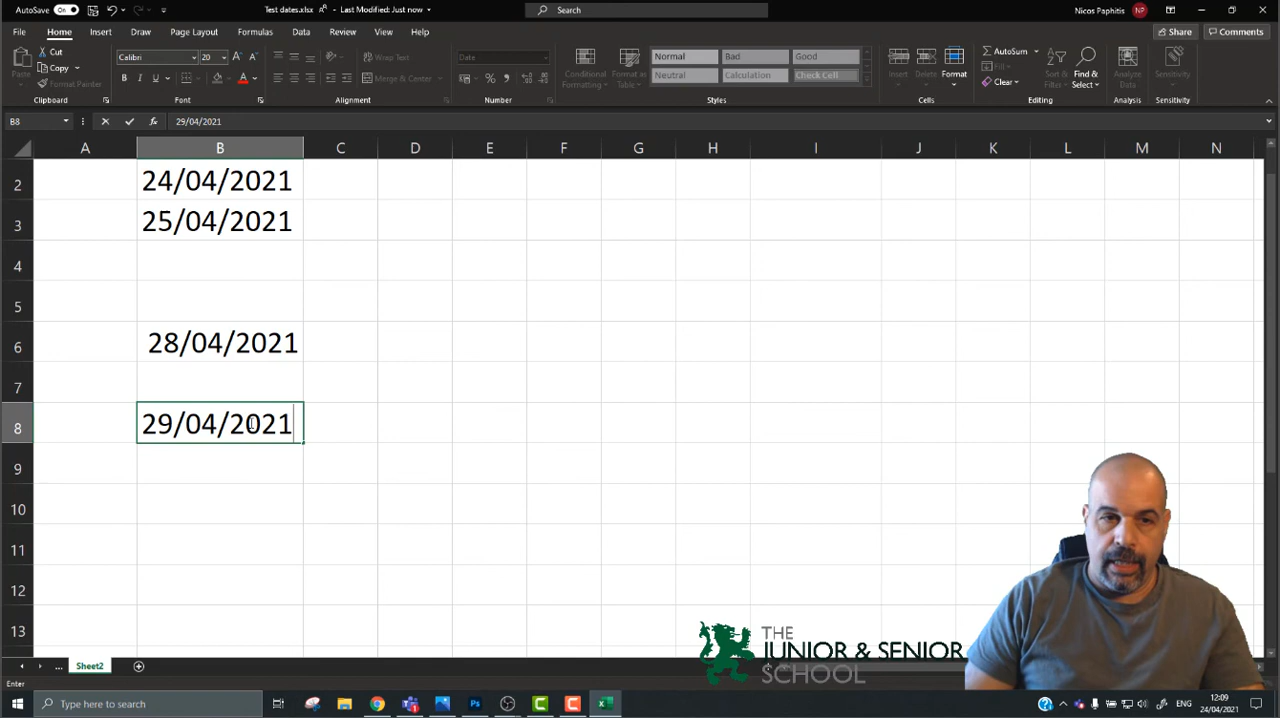 AutoSave On Test dates.xlsx - Last Modified: Just now Search Nicos Paphitis NP
File Home Insert Draw Page Layout Formulas Data Review View Help Share Comments
Paste Cut Copy Format Painter Clipboard
Calibri 20 A A B I U A Font
Wrap Text Merge & Center Alignment
Date % Number
Conditional Formatting Format as Table Normal Bad Good Neutral Calculation Check Cell Styles
Insert Delete Format Cells
AutoSum Fill Clear Sort & Filter Find & Select Editing
Analyze Data Analysis
Sensitivity Sensitivity
B8 fx 29/04/2021
A B C D E F G H I J K L M N
2 24/04/2021
3 25/04/2021
4
5
6 28/04/2021
7
8 29/04/2021
9
10
11
12
13
THE
JUNIOR & SENIOR
SCHOOL
... Sheet2
Enter
Type here to search ENG 12:09
24/04/2021